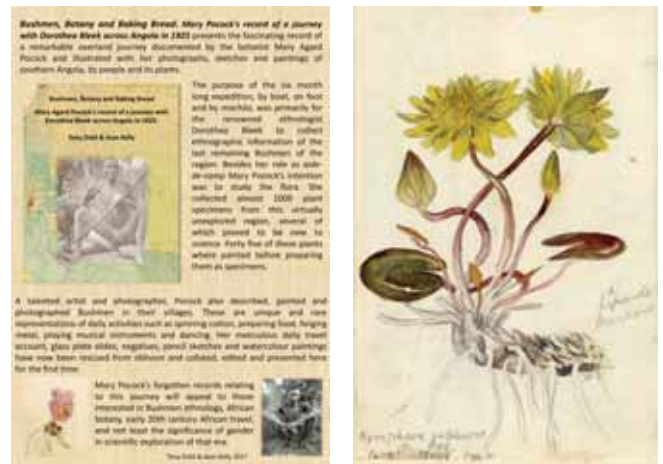 Bushmen, Botany and Baking Bread. Mary Pocock's record of a journey
with Dorothea Bleek across Angola in 1925 presents the fascinating record of
a remarkable overland journey documented by the botanist Mary Agard
Pocock and illustrated with her photographs, sketches and paintings of
southern Angola, its people and its plants.
Bushmen, Botany and Baking Bread
Mary Agard Pocock's record of a journey with
Dorothea Bleek across Angola in 1925.
Tony Dold & Jean Kelly
The purpose of the six month
long expedition, by boat, on foot
and by machila, was primarily for
the renowned ethnologist
Dorothea Bleek to collect
ethnographic information of the
last remaining Bushmen of the
region. Besides her role as aide-
de-camp Mary Pocock's intention
was to study the flora. She
collected almost 1000 plant
specimens from this virtually
unexplored region, several of
which proved to be new to
science. Forty five of these plants
where painted before preparing
them as specimens.
A talented artist and photographer, Pocock also described, painted and
photographed Bushmen in their villages. These are unique and rare
representations of daily activities such as spinning cotton, preparing food, forging
metal, playing musical instruments and dancing. Her meticulous daily travel
account, glass plate slides, negatives, pencil sketches and watercolour paintings
have now been rescued from oblivion and collated, edited and presented here
for the first time.
Mary Pocock's forgotten records relating
to this journey will appeal to those
interested in Bushmen ethnology, African
botany, early 20th century African travel,
and not least the significance of gender
in scientific exploration of that era.
Tony Dold & Jean Kelly, 2017
Nymphaea